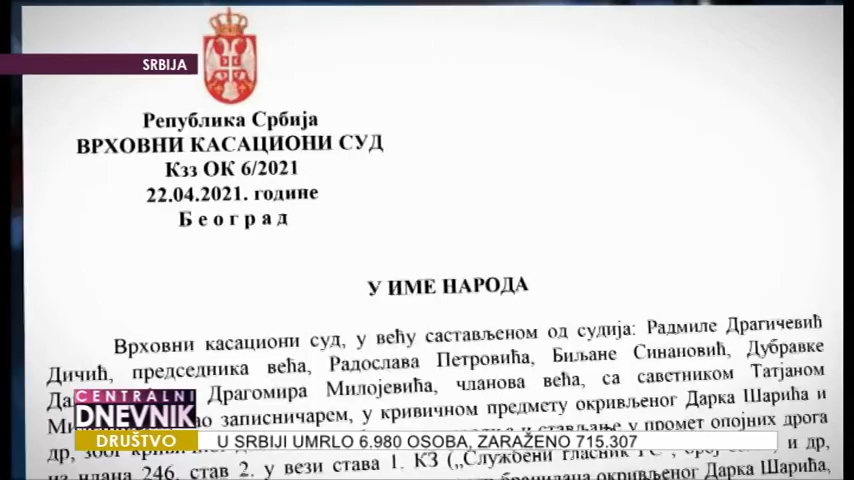 SRBIJA
Република Србија
ВРХОВНИ КАСАЦИОНИ СУД
Кзз ОК 6/2021
22.04.2021. године
Београд
У ИМЕ НАРОДА
Врховни касациони суд, у већу састављеном од судија: Радмиле Драгичевић
Дичић, председника већа, Радослава Петровића, Биљане Синановић, Дубравке
Драгомира Милојевића, чланова већа, са саветником Татјаном
записничарем, у кривичном предмету окривљеног Дарка Шарића и
др, због стављање у промет опојних дрога
из члана 246. став 2. у вези става 1. КЗ („Службени гласник и др,
окривљеног Дарка Шарића,
CENTRALNI
DNEVNIK
DRUŠTVO
U SRBIJI UMRLO 6.980 OSOBA, ZARAŽENO 715.307